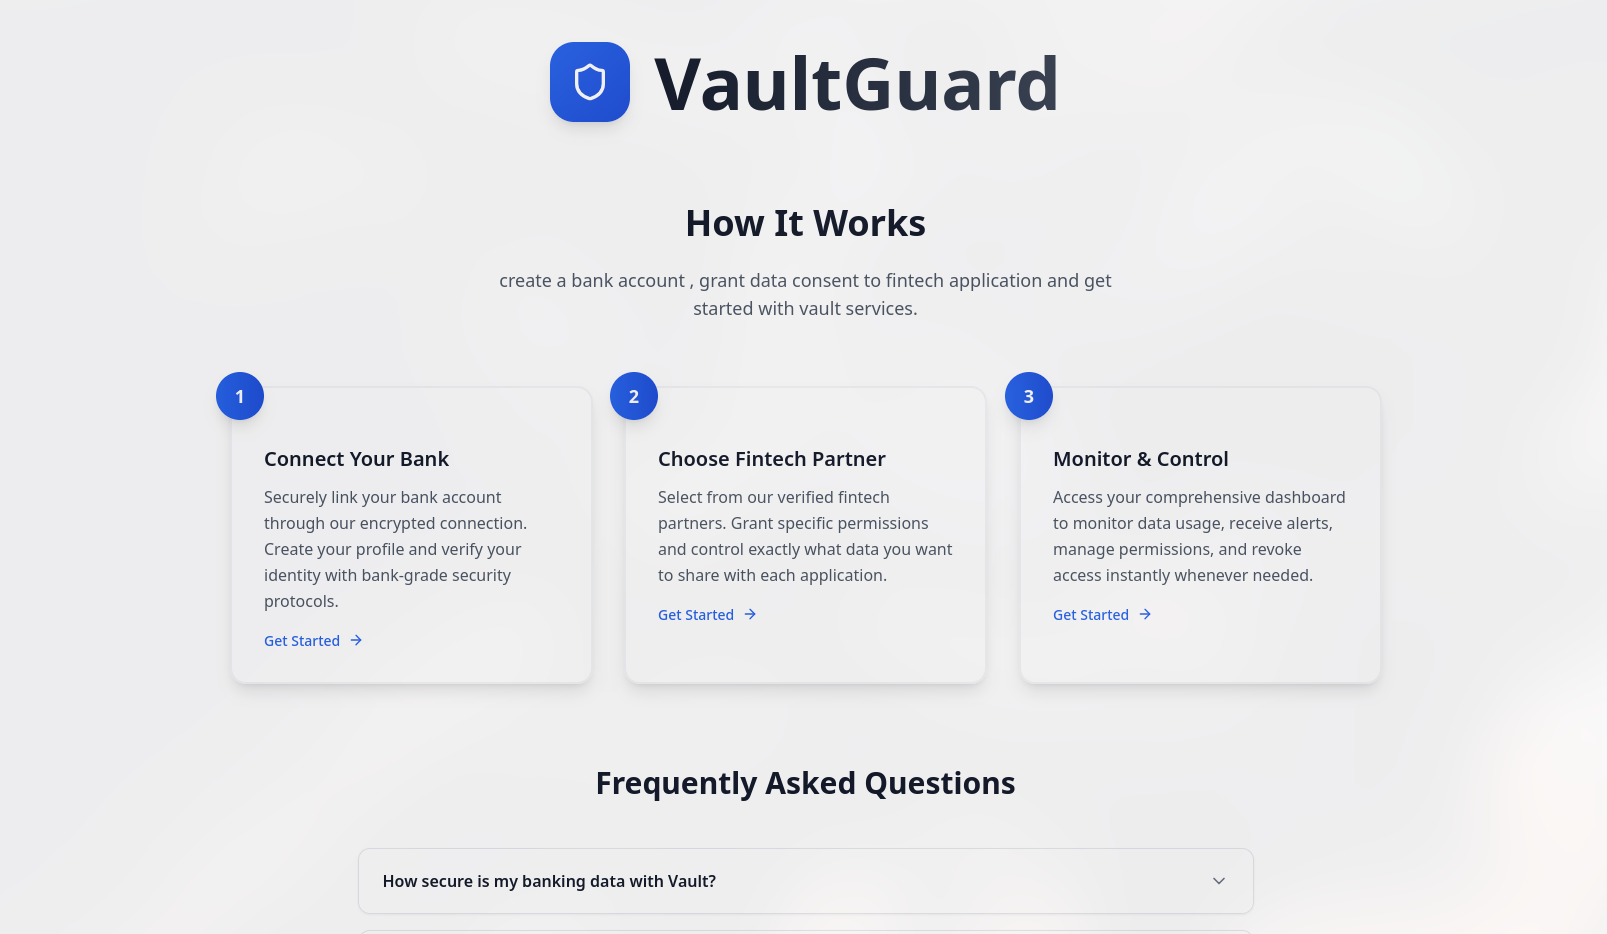 VaultGuard
How It Works
create a bank account , grant data consent to fintech application and get
started with vault services.
1
Connect Your Bank
Securely link your bank account
through our encrypted connection.
Create your profile and verify your
identity with bank-grade security
protocols.
Get Started
2
Choose Fintech Partner
Select from our verified fintech
partners. Grant specific permissions
and control exactly what data you want
to share with each application.
Get Started
3
Monitor & Control
Access your comprehensive dashboard
to monitor data usage, receive alerts,
manage permissions, and revoke
access instantly whenever needed.
Get Started
Frequently Asked Questions
How secure is my banking data with Vault?